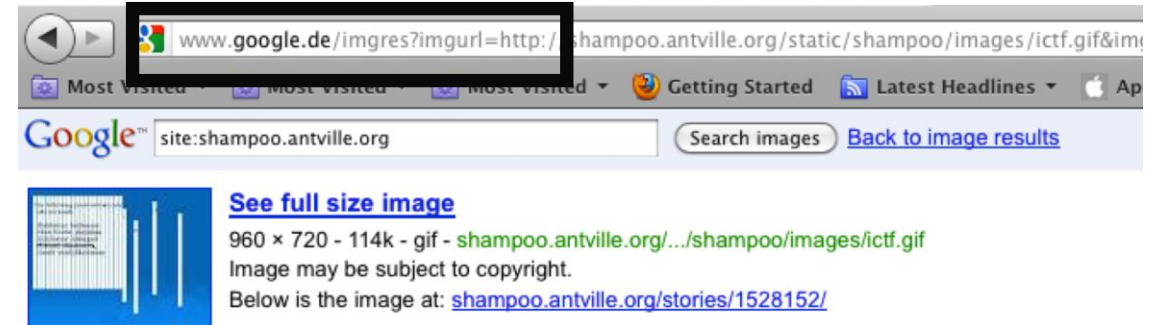 www.google.de/imgres?imgurl=http://shampoo.antville.org/static/shampoo/images/ictf.gif&im
Most Visited Most Visited Most Visited Getting Started Latest Headlines Ap
Google™ site:shampoo.antville.org Search images Back to image results
See full size image
960 × 720 - 114k - gif - shampoo.antville.org/.../shampoo/images/ictf.gif
Image may be subject to copyright.
Below is the image at: shampoo.antville.org/stories/1528152/